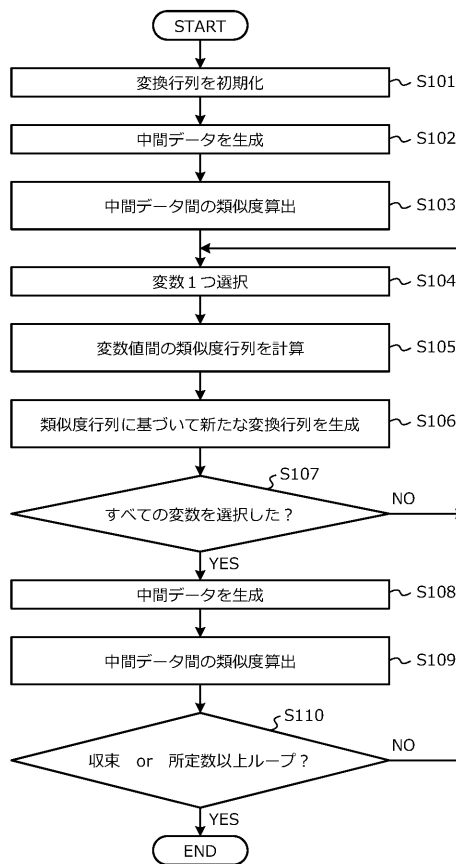 START
変換行列を初期化
S101
中間データを生成
S102
中間データ間の類似度算出
S103
変数１つ選択
S104
変数値間の類似度行列を計算
S105
類似度行列に基づいて新たな変換行列を生成
S106
S107
すべての変数を選択した？
NO
YES
中間データを生成
S108
中間データ間の類似度算出
S109
S110
収束　or　所定数以上ループ？
NO
YES
END